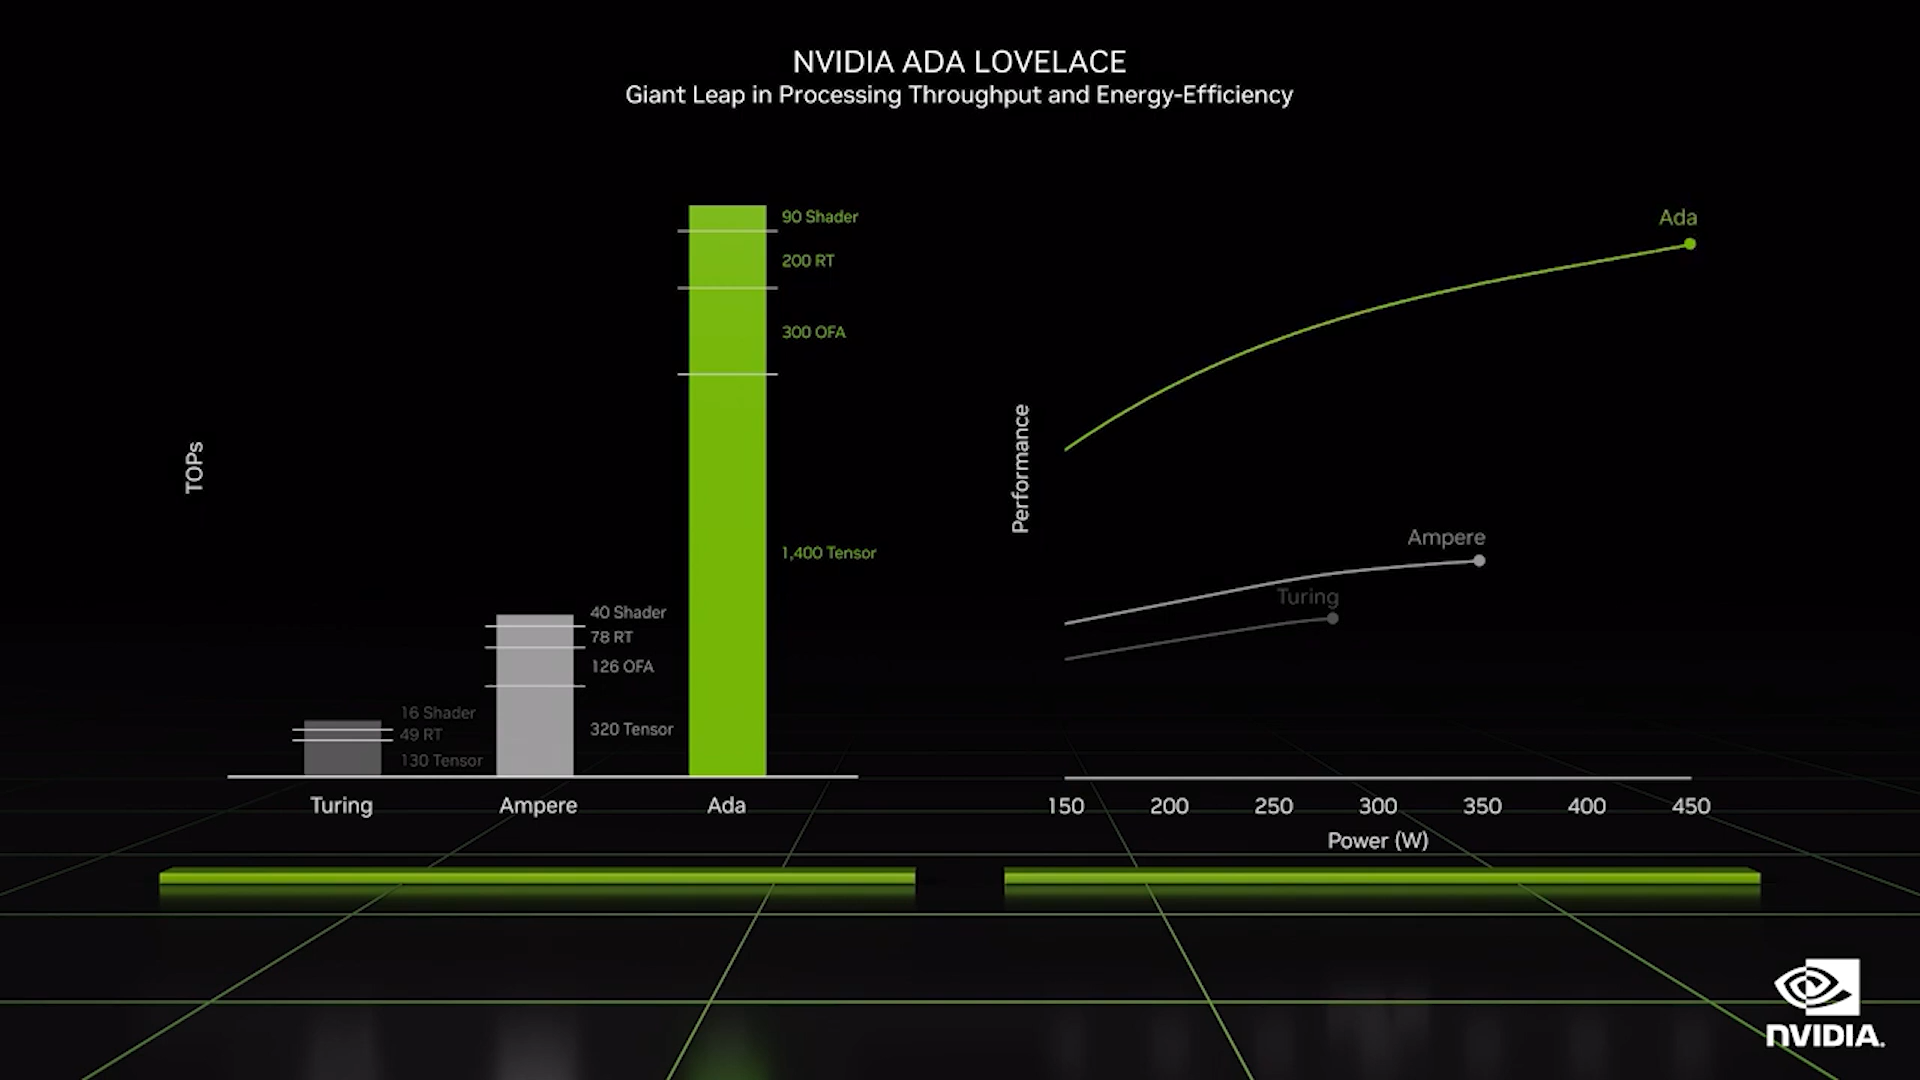 NVIDIA ADA LOVELACE
Giant Leap in Processing Throughput and Energy-Efficiency
TOPs
90 Shader
200 RT
300 OFA
1,400 Tensor
40 Shader
78 RT
126 OFA
320 Tensor
16 Shader
49 RT
130 Tensor
Turing
Ampere
Ada
Performance
Ada
Ampere
Turing
150 200 250 300 350 400 450
Power (W)
NVIDIA.